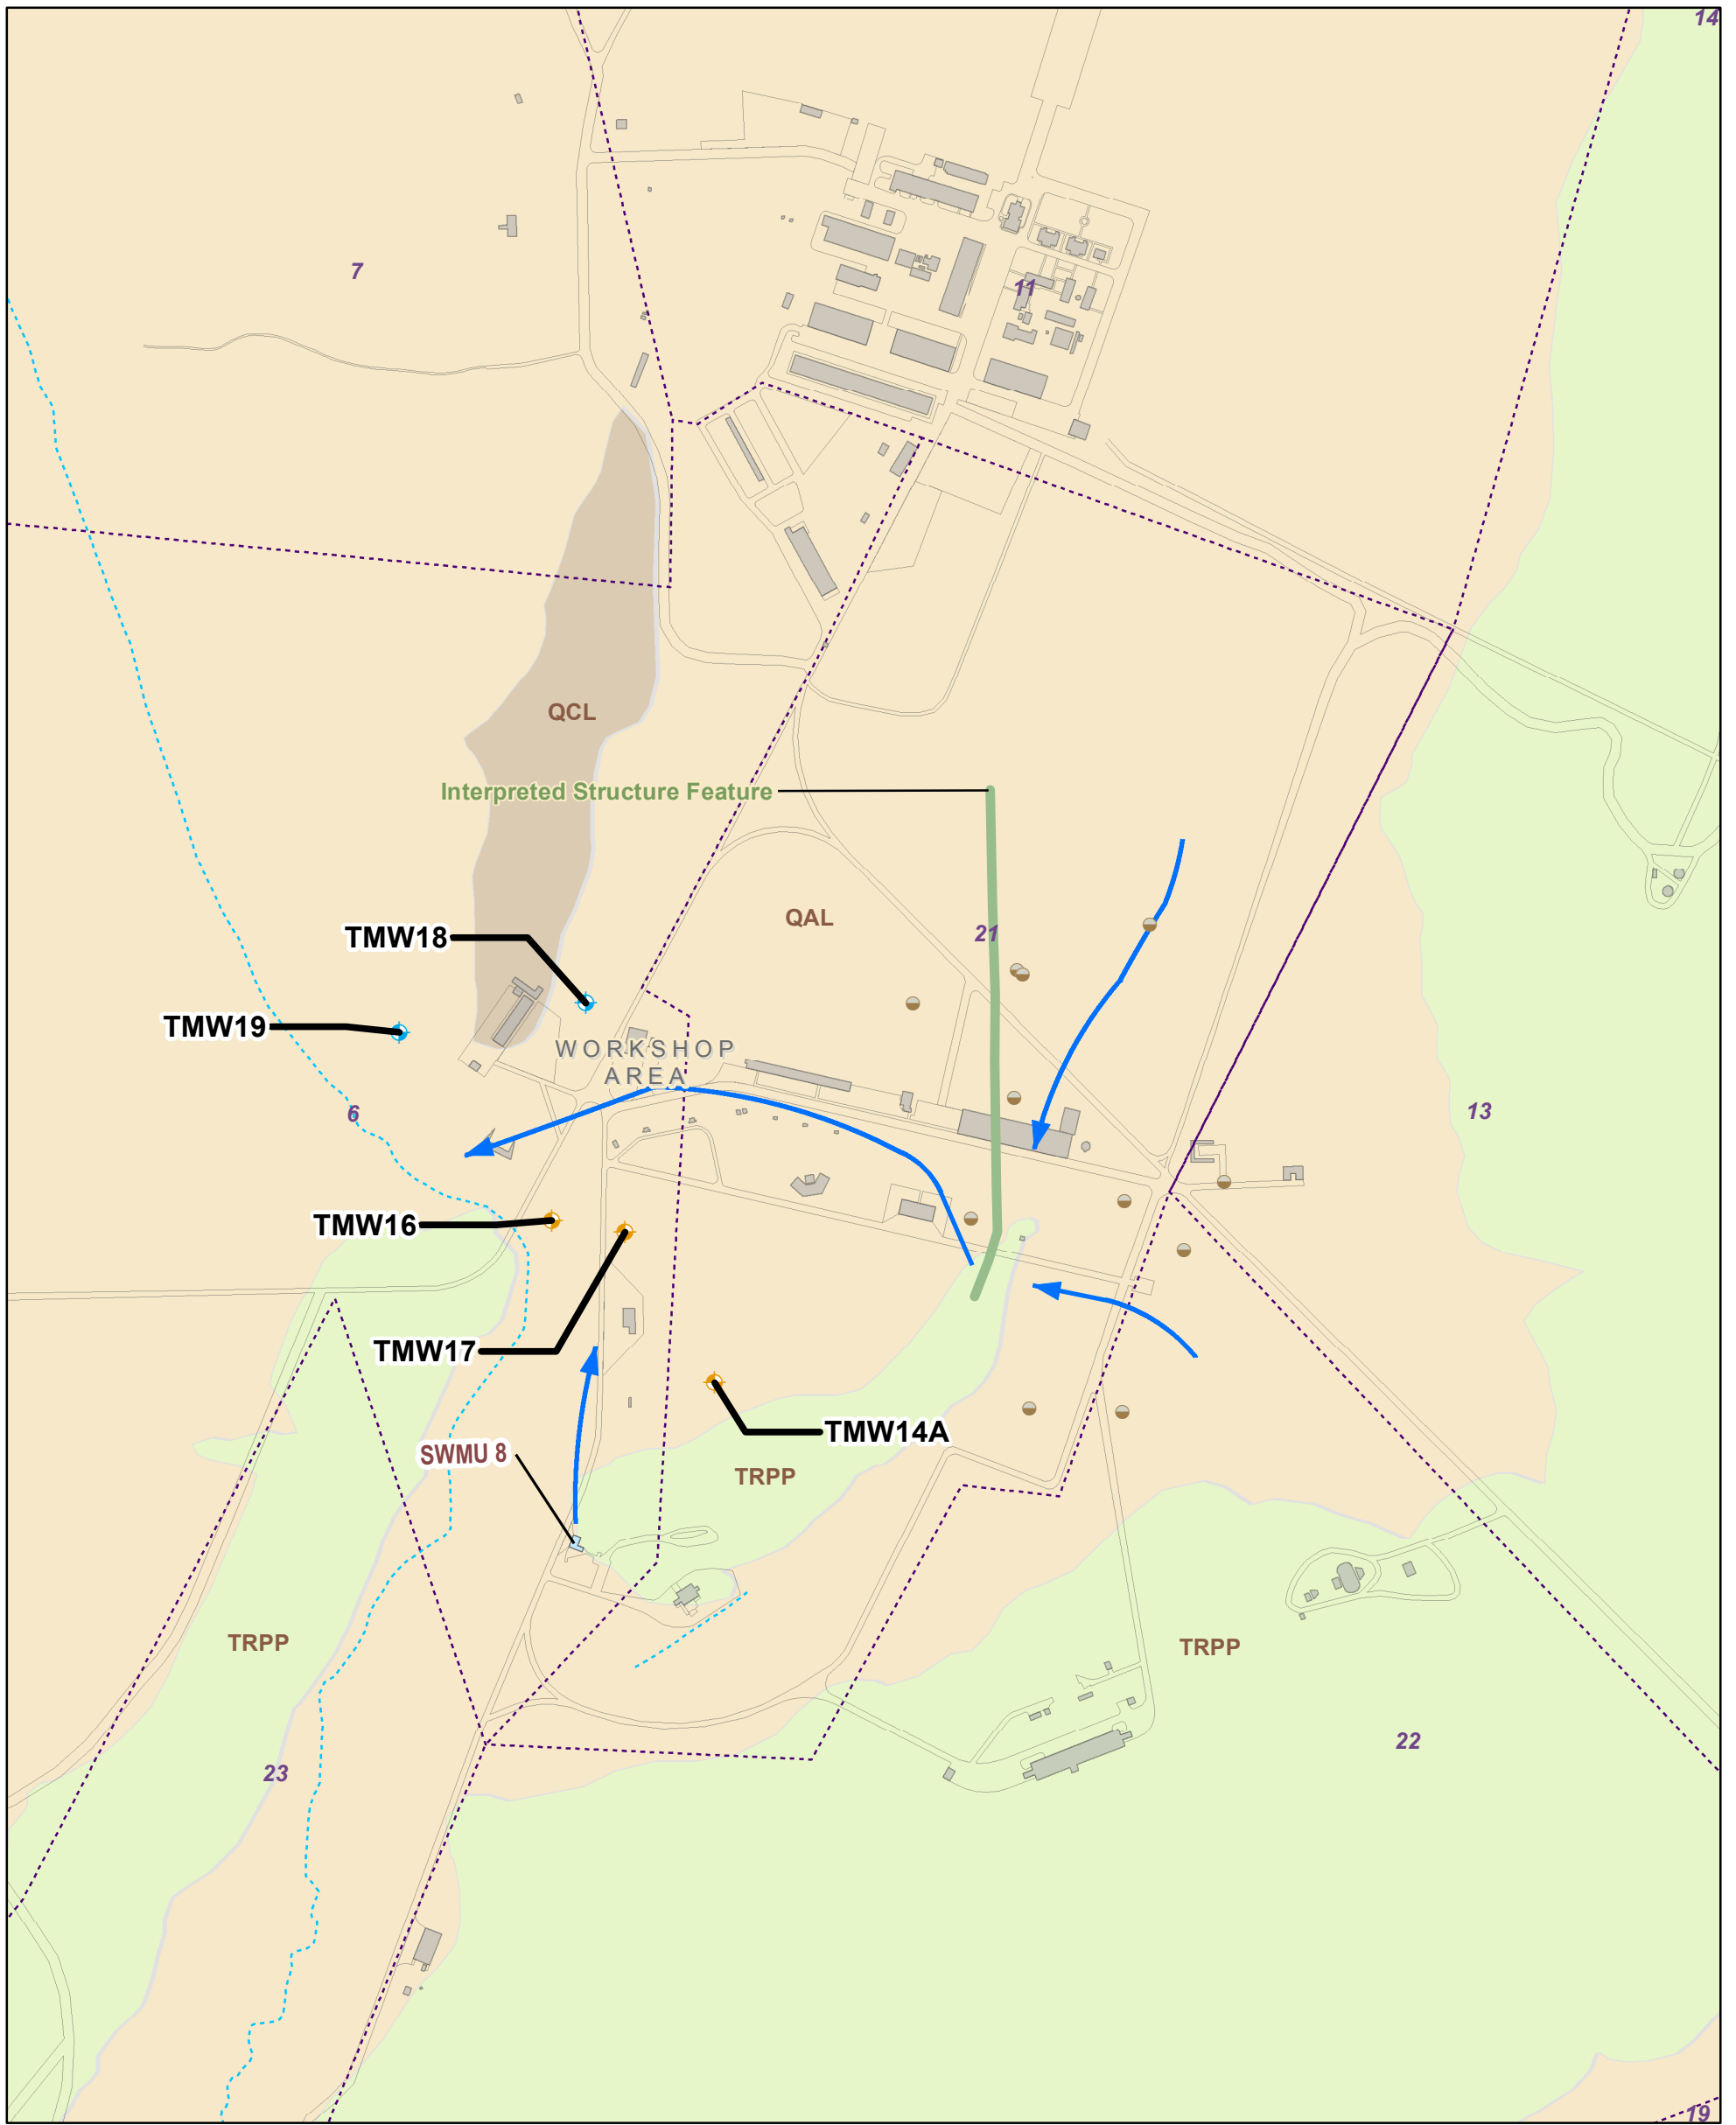 14
7
11
QCL
Interpreted Structure Feature
QAL
21
TMW18
TMW19
WORKSHOP
AREA
6
13
TMW16
TMW17
TMW14A
SWMU 8
TRPP
TRPP
TRPP
22
23
19